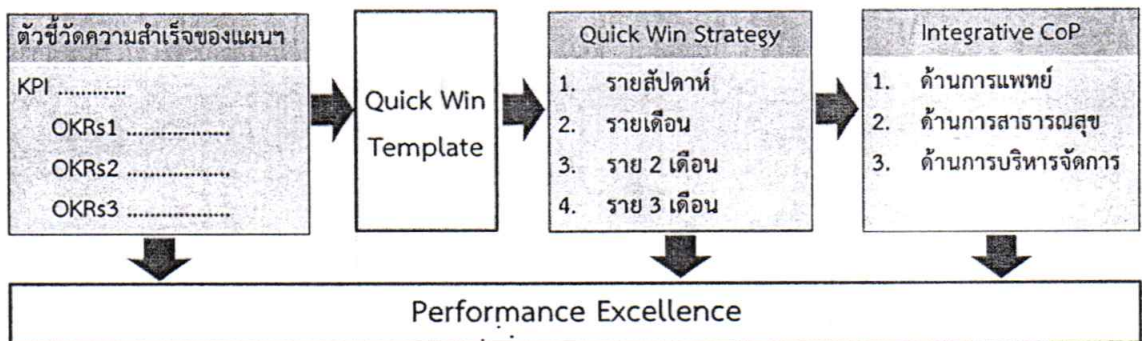 ตัวชี้วัดความสำเร็จของแผนฯ
KPI ............
OKRs1 ..................
OKRs2 ..................
OKRs3 ..................
Quick Win
Template
Quick Win Strategy
1. รายสัปดาห์
2. รายเดือน
3. ราย 2 เดือน
4. ราย 3 เดือน
Integrative CoP
1. ด้านการแพทย์
2. ด้านการสาธารณสุข
3. ด้านการบริหารจัดการ
Performance Excellence